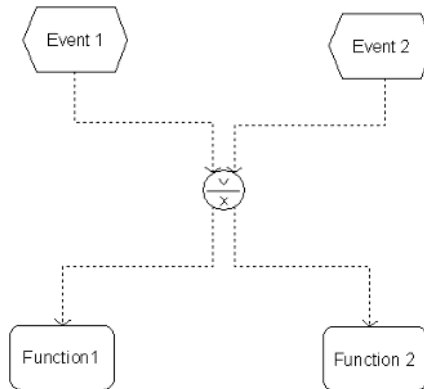 Event 1
Event 2
V
X
Function1
Function 2